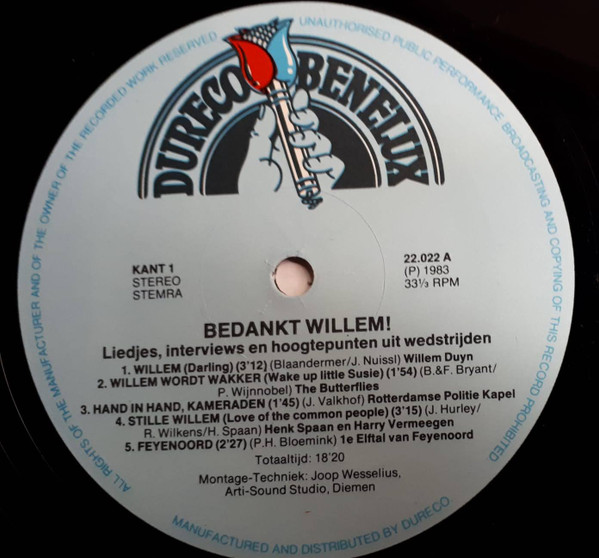 ALL RIGHTS OF THE MANUFACTURER AND OF THE OWNER OF THE RECORDED WORK RESERVED
UNAUTHORISED PUBLIC PERFORMANCE BROADCASTING AND COPYING OF THIS RECORD PROHIBITED
DURECO BENELUX
KANT 1
STEREO
STEMRA
22.022 A
(P) 1983
33⅓ RPM
BEDANKT WILLEM!
Liedjes, interviews en hoogtepunten uit wedstrijden
1. WILLEM (Darling) (3'12) (Blaandermer/J. Nuissl) Willem Duyn
2. WILLEM WORDT WAKKER (Wake up little Susie) (1'54) (B.&F. Bryant/
P. Wijnnobel) The Butterflies
3. HAND IN HAND, KAMERADEN (1'45) (J. Valkhof) Rotterdamse Politie Kapel
4. STILLE WILLEM (Love of the common people) (3'15) (J. Hurley/
R. Wilkens/H. Spaan) Henk Spaan en Harry Vermeegen
5. FEYENOORD (2'27) (P.H. Bloemink) 1e Elftal van Feyenoord
Totaaltijd: 18'20
Montage-Techniek: Joop Wesselius,
Arti-Sound Studio, Diemen
MANUFACTURED AND DISTRIBUTED BY DURECO.